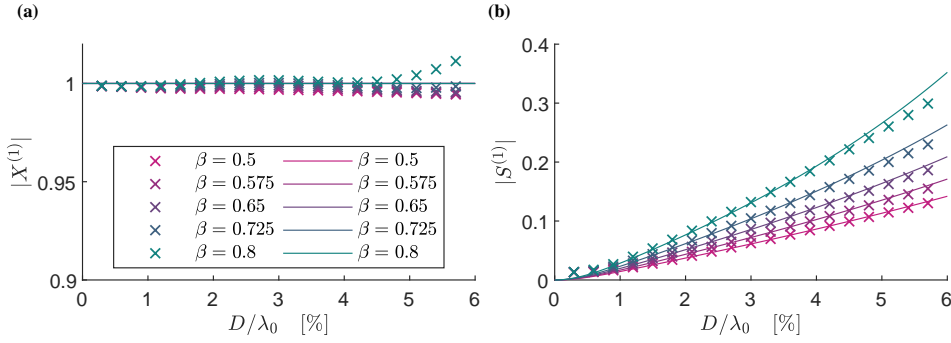 (a)
(b)
|X^{(1)}|
1
0.95
0.9
0 1 2 3 4 5 6
D/λ_0 [%]
β = 0.5 β = 0.5
β = 0.575 β = 0.575
β = 0.65 β = 0.65
β = 0.725 β = 0.725
β = 0.8 β = 0.8
|S^{(1)}|
0.4
0.3
0.2
0.1
0
0 1 2 3 4 5 6
D/λ_0 [%]